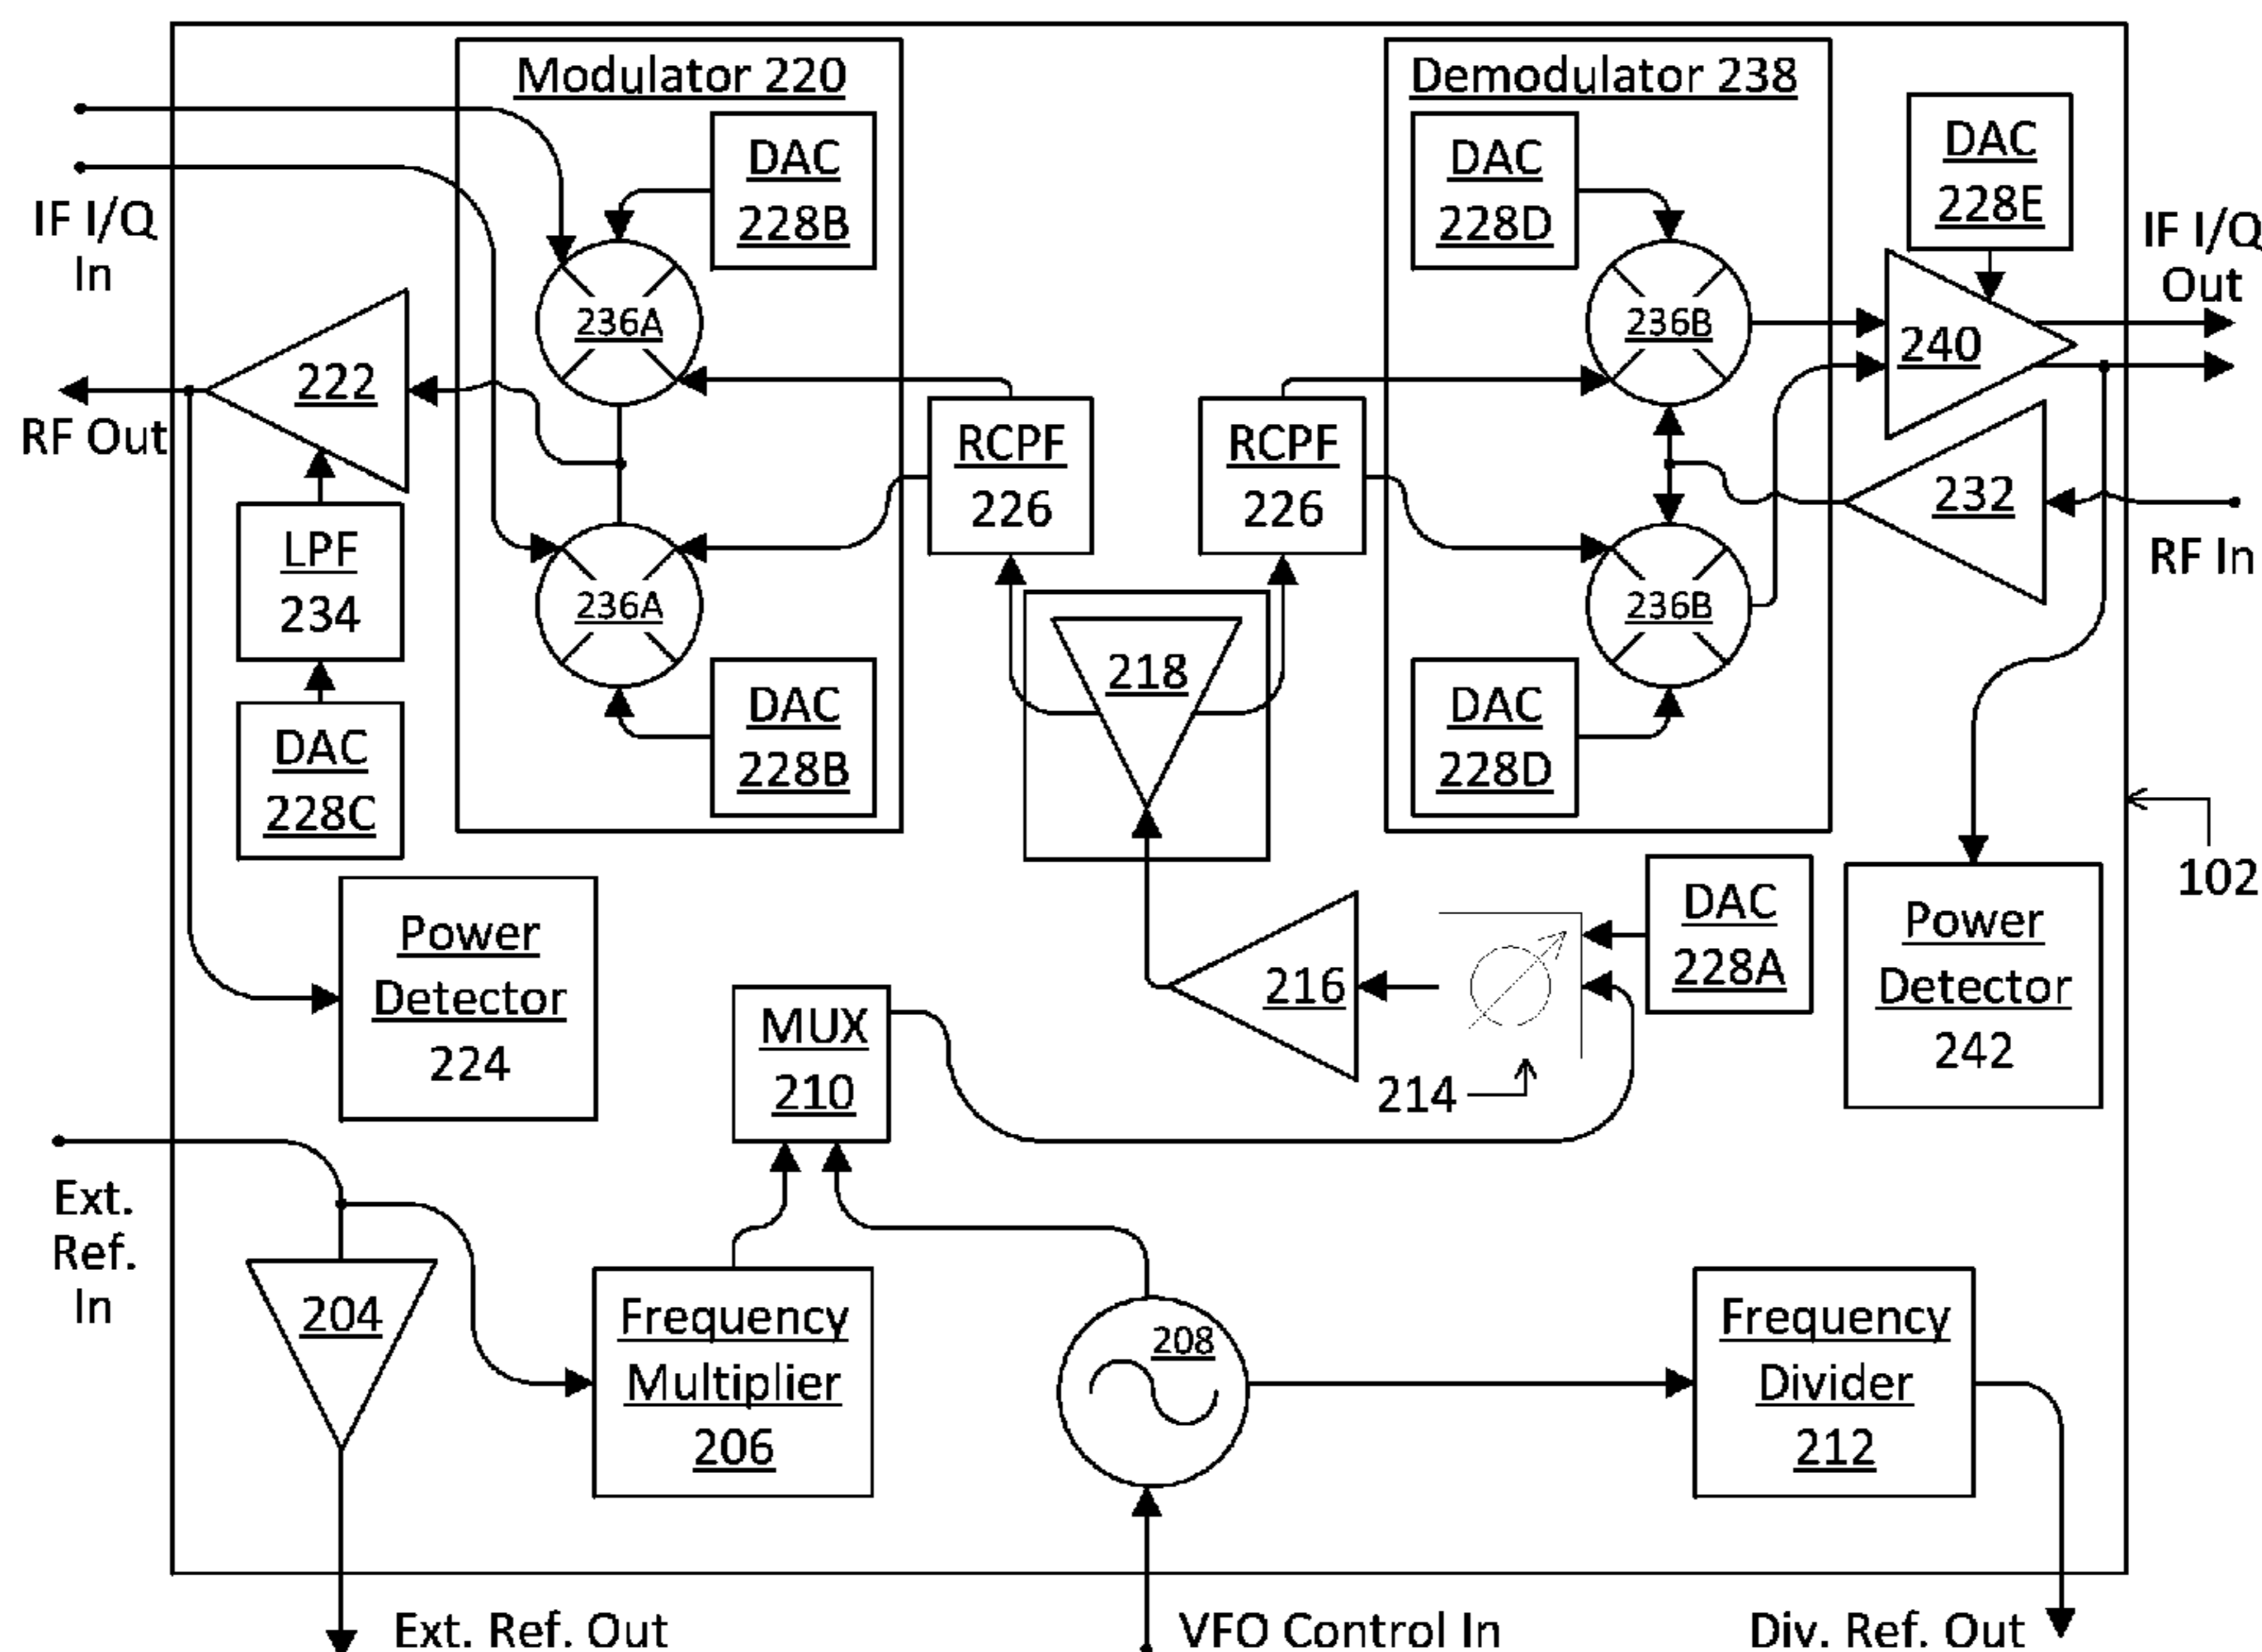 Modulator 220
Demodulator 238
DAC
228B
DAC
228D
DAC
228E
IF I/Q
In
IF I/Q
Out
236A
236B
240
222
RF Out
RCPF
226
RCPF
226
232
RF In
LPF
234
236A
236B
218
DAC
228C
DAC
228B
DAC
228D
102
Power
Detector
224
MUX
210
216
214
DAC
228A
Power
Detector
242
Ext.
Ref.
In
204
Frequency
Multiplier
206
208
Frequency
Divider
212
Ext. Ref. Out
VFO Control In
Div. Ref. Out